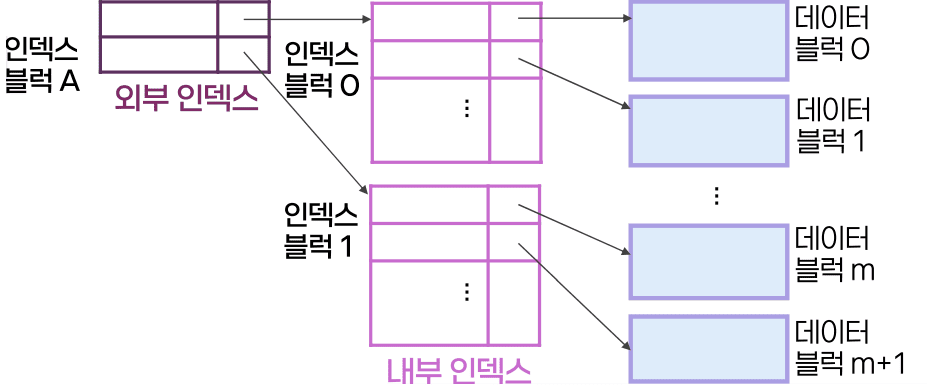 인덱스
블럭 A
외부 인덱스
인덱스
블럭 0
⋮
인덱스
블럭 1
⋮
내부 인덱스
데이터
블럭 0
데이터
블럭 1
⋮
데이터
블럭 m
데이터
블럭 m+1